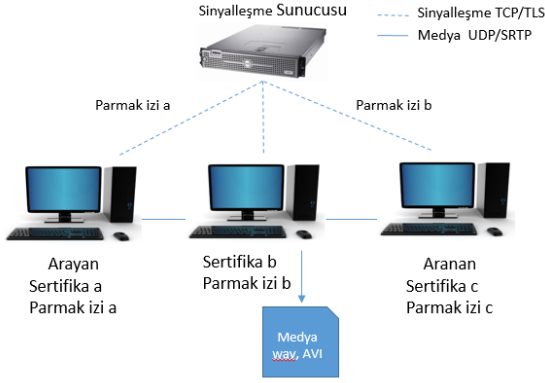 Sinyalleşme Sunucusu
Sinyalleşme TCP/TLS
Medya UDP/SRTP
Parmak izi a
Parmak izi b
Arayan
Sertifika a
Parmak izi a
Sertifika b
Parmak izi b
Aranan
Sertifika c
Parmak izi c
Medya
wav, AVI